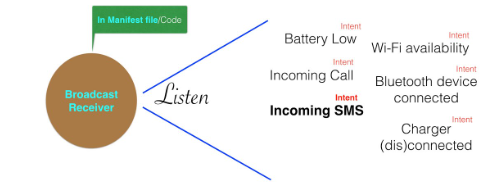 In Manifest file/Code
Broadcast
Receiver
Listen
Intent
Battery Low
Intent
Wi-Fi availability
Intent
Incoming Call
Intent
Bluetooth device
connected
Intent
Incoming SMS
Intent
Charger
(dis)connected